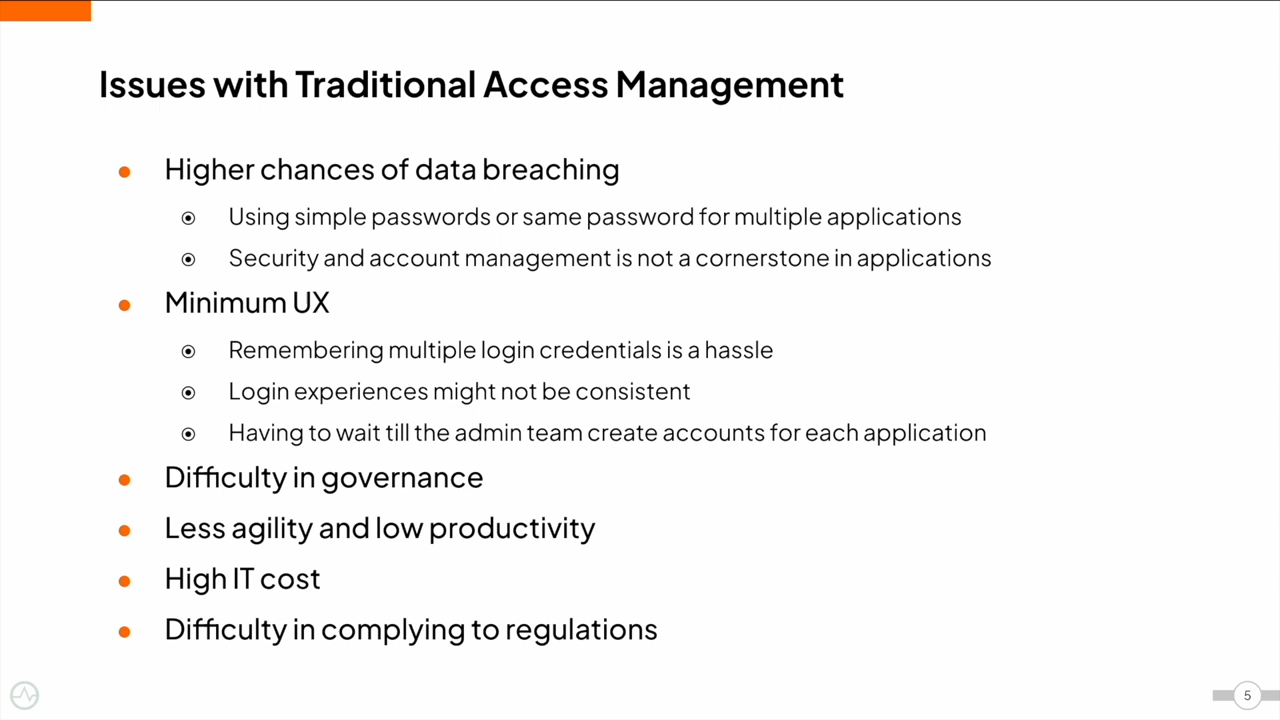 Issues with Traditional Access Management
Higher chances of data breaching
Using simple passwords or same password for multiple applications
Security and account management is not a cornerstone in applications
Minimum UX
Remembering multiple login credentials is a hassle
Login experiences might not be consistent
Having to wait till the admin team create accounts for each application
Difficulty in governance
Less agility and low productivity
High IT cost
Difficulty in complying to regulations
5